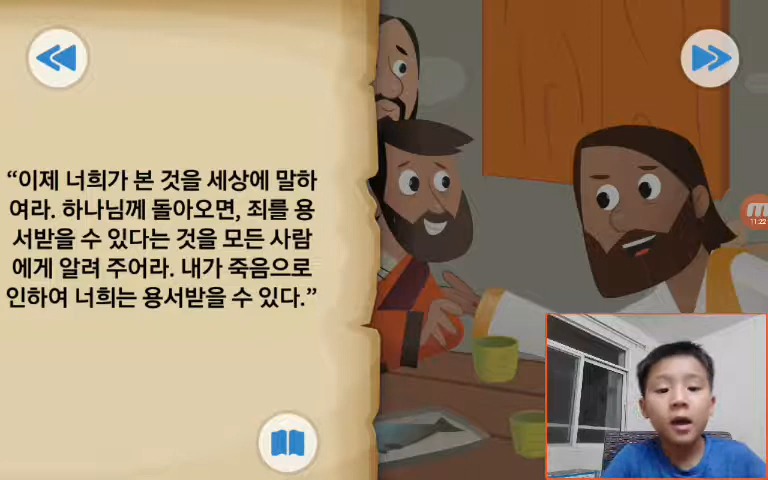 “이제 너희가 본 것을 세상에 말하
여라. 하나님께 돌아오면, 죄를 용
서받을 수 있다는 것을 모든 사람
에게 알려 주어라. 내가 죽음으로
인하여 너희는 용서받을 수 있다.”
11:22